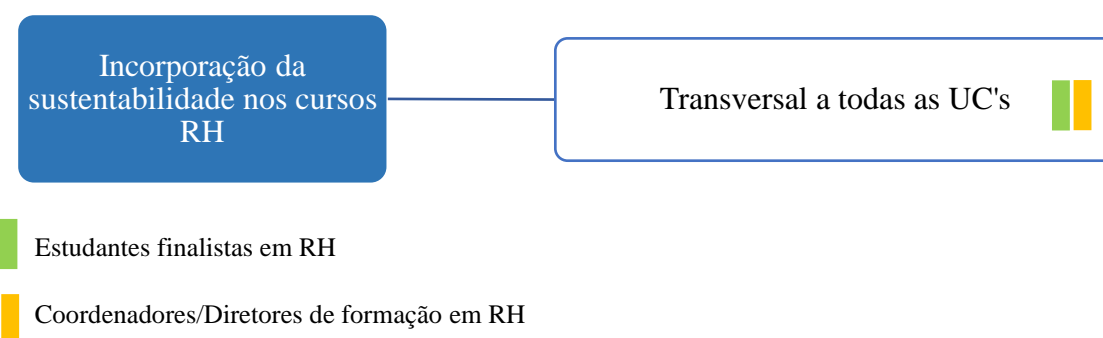 Incorporação da
sustentabilidade nos cursos
RH
Transversal a todas as UC's
Estudantes finalistas em RH
Coordenadores/Diretores de formação em RH